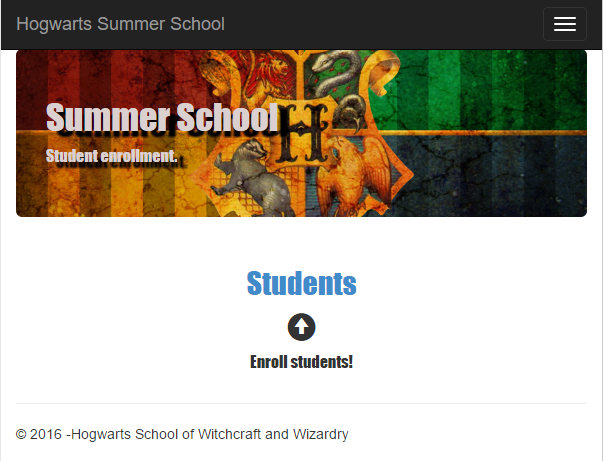 Hogwarts Summer School
H
Summer School
Student enrollment.
Students
Enroll students!
© 2016 -Hogwarts School of Witchcraft and Wizardry